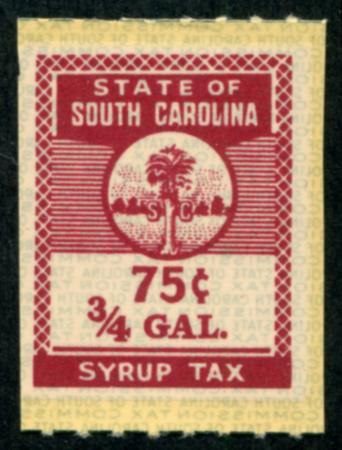 STATE OF
SOUTH CAROLINA
S C
75¢
3/4 GAL.
SYRUP TAX